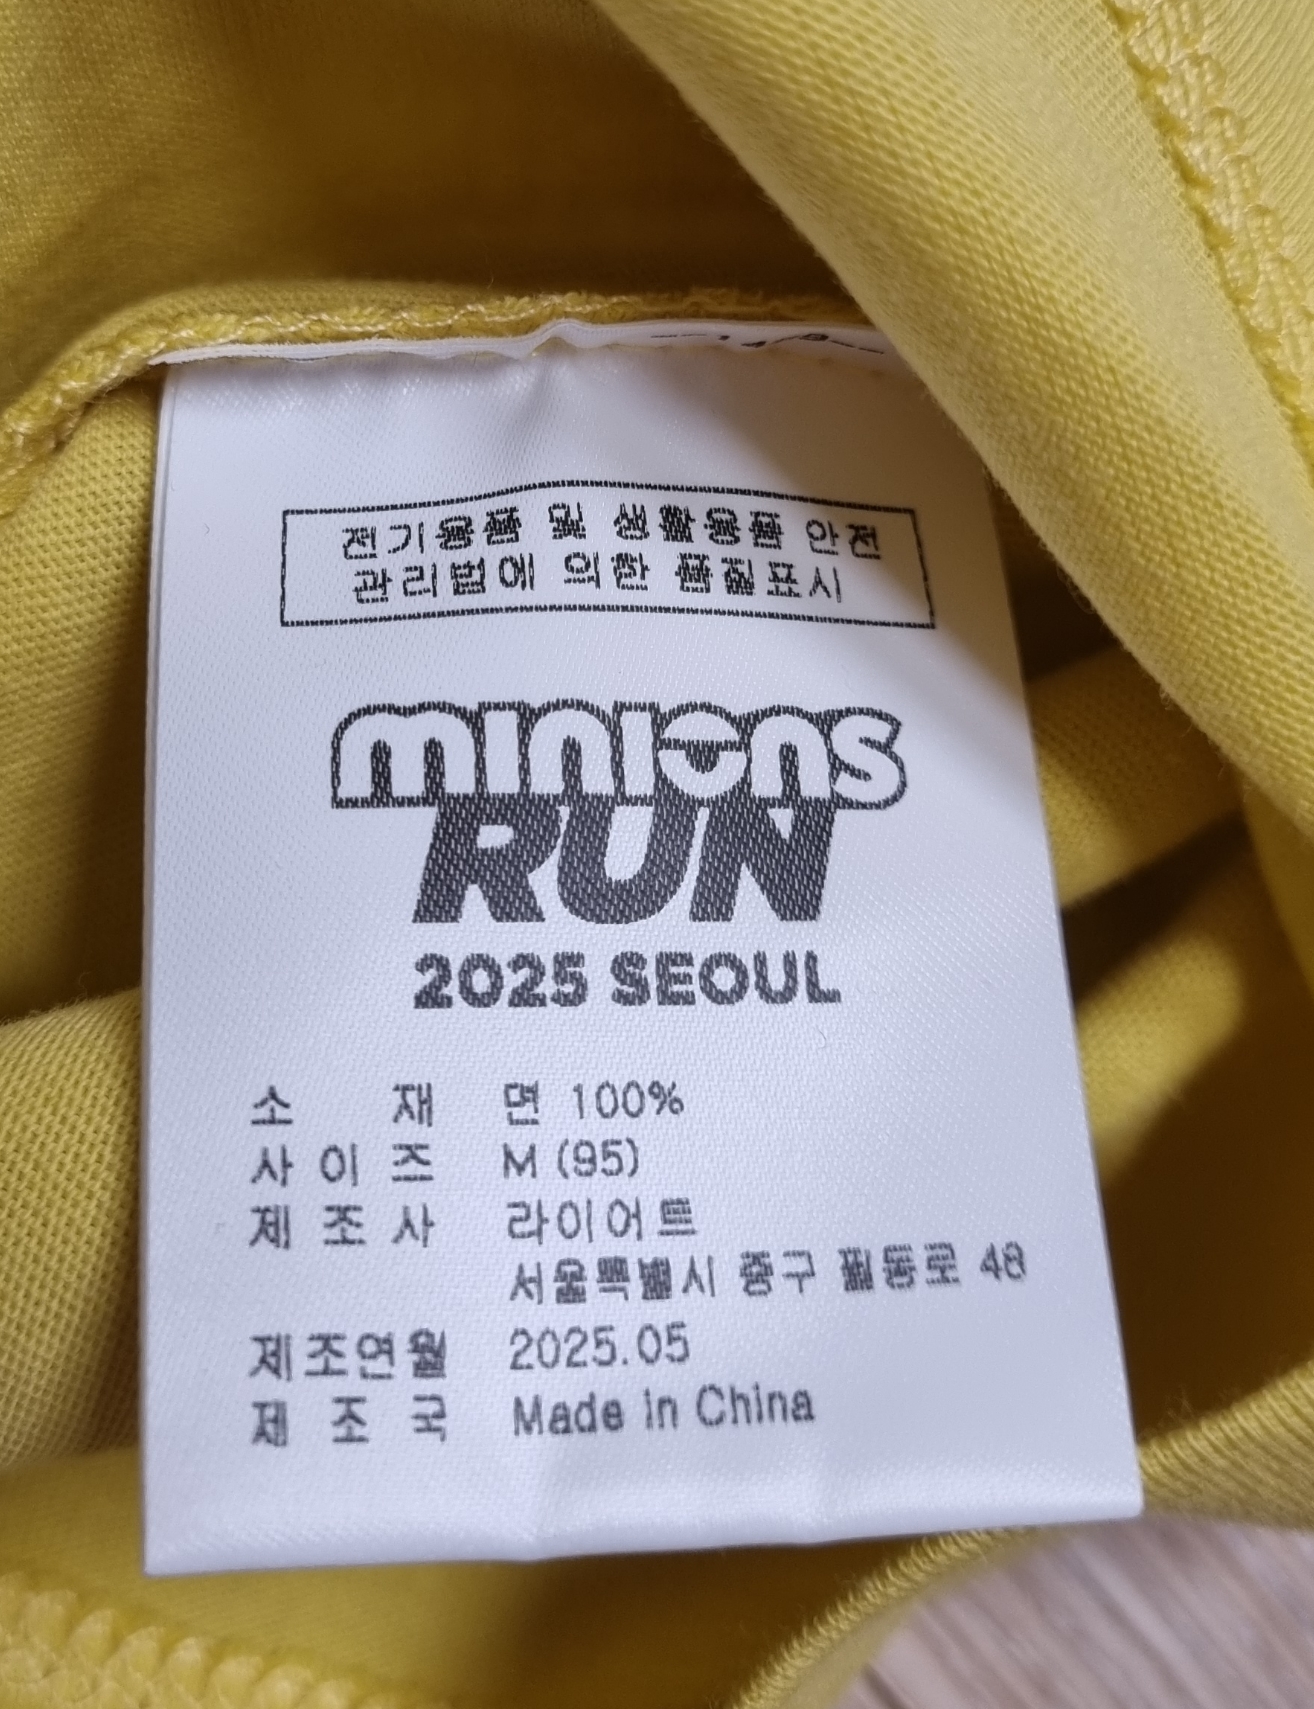 전기용품 및 생활용품 안전
관리법에 의한 품질표시
minions
RUN
2025 SEOUL
소 재 면 100%
사 이 즈 M (95)
제 조 사 라이어트
서울특별시 중구 필동로 48
제조연월 2025.05
제 조 국 Made in China